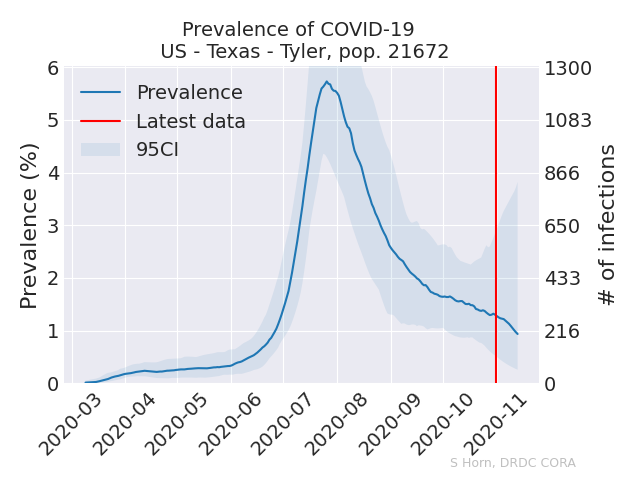 Prevalence of COVID-19
US - Texas - Tyler, pop. 21672
Prevalence
Latest data
95CI
Prevalence (%)
6
5
4
3
2
1
0
1300
1083
866
650
433
216
0
# of infections
2020-03
2020-04
2020-05
2020-06
2020-07
2020-08
2020-09
2020-10
2020-11
S Horn, DRDC CORA